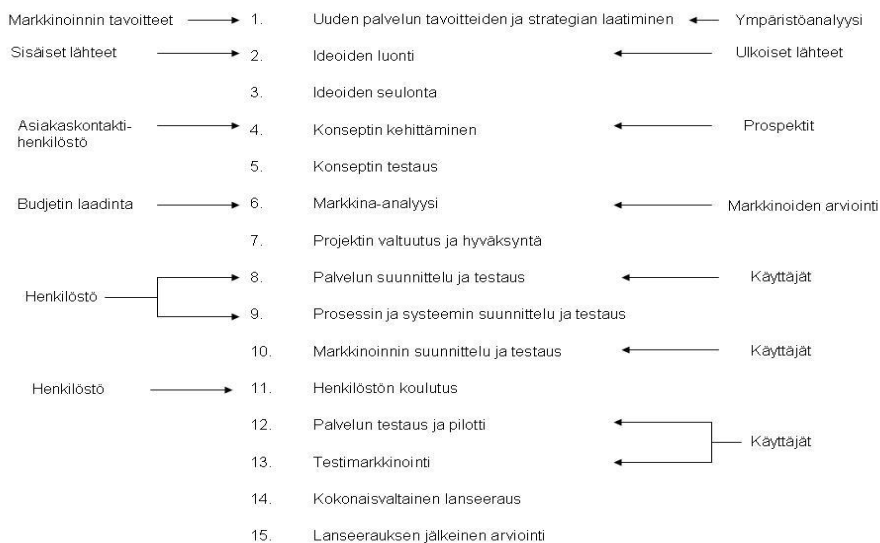 Markkinoinnin tavoitteet 1. Uuden palvelun tavoitteiden ja strategian laatiminen Ympäristöanalyysi
Sisäiset lähteet 2. Ideoiden luonti Ulkoiset lähteet
3. Ideoiden seulonta
Asiakaskontakti-
henkilöstö 4. Konseptin kehittäminen Prospektit
5. Konseptin testaus
Budjetin laadinta 6. Markkina-analyysi Markkinoiden arviointi
7. Projektin valtuutus ja hyväksyntä
8. Palvelun suunnittelu ja testaus Käyttäjät
Henkilöstö
9. Prosessin ja systeemin suunnittelu ja testaus
10. Markkinoinnin suunnittelu ja testaus Käyttäjät
Henkilöstö 11. Henkilöstön koulutus
12. Palvelun testaus ja pilotti
Käyttäjät
13. Testimarkkinointi
14. Kokonaisvaltainen lanseeraus
15. Lanseerauksen jälkeinen arviointi